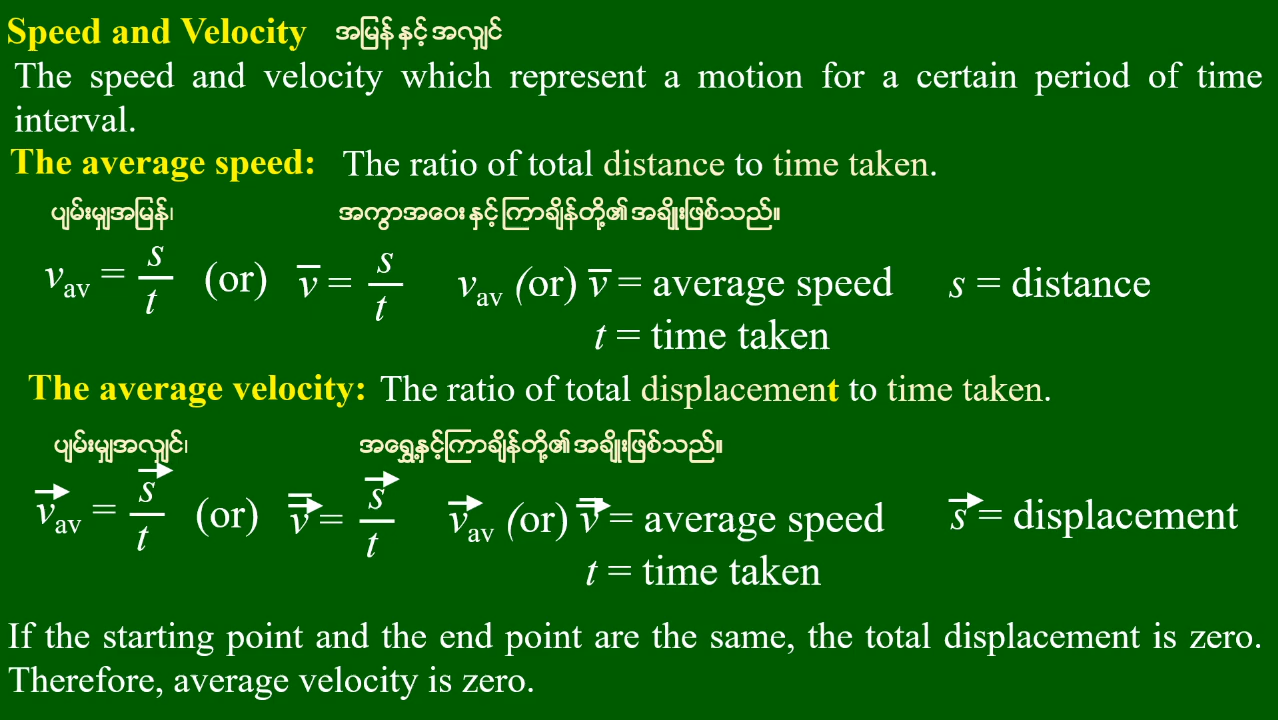 Speed and Velocity အမြန် နှင့် အလျှင်
The speed and velocity which represent a motion for a certain period of time
interval.
The average speed: The ratio of total distance to time taken.
ပျမ်းမျှအမြန်၊ အကွာအဝေး နှင့် ကြာချိန်တို့၏ အချိုးဖြစ်သည်။
v_av = s/t (or) v̄ = s/t v_av (or) v̄ = average speed s = distance
t = time taken
The average velocity: The ratio of total displacement to time taken.
ပျမ်းမျှအလျှင်၊ အရွှေ့နှင့်ကြာချိန်တို့၏ အချိုးဖြစ်သည်။
v⃗_av = s⃗/t (or) v̄⃗ = s⃗/t v⃗_av (or) v̄⃗ = average speed s⃗ = displacement
t = time taken
If the starting point and the end point are the same, the total displacement is zero.
Therefore, average velocity is zero.